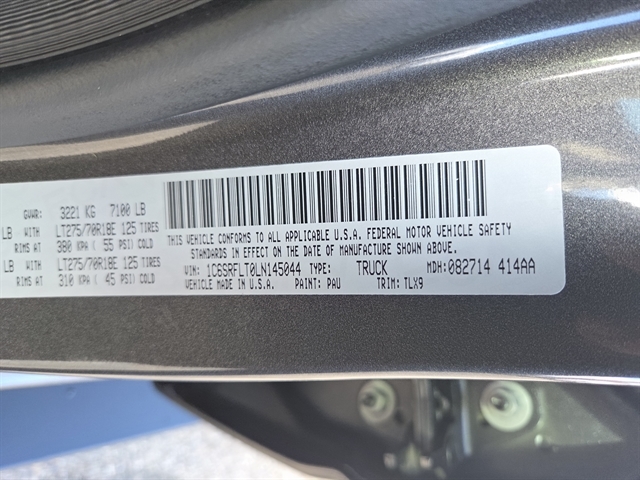 GVWR: 3221 KG 7100 LB
LB WITH LT275/70R18E 125 TIRES
RIMS AT 380 KPA ( 55 PSI) COLD
LB WITH LT275/70R18E 125 TIRES
RIMS AT 310 KPA ( 45 PSI) COLD
THIS VEHICLE CONFORMS TO ALL APPLICABLE U.S.A. FEDERAL MOTOR VEHICLE SAFETY
STANDARDS IN EFFECT ON THE DATE OF MANUFACTURE SHOWN ABOVE.
VIN: 1C6SRFLT0LN145044 TYPE: TRUCK MDH: 082714 414AA
VEHICLE MADE IN U.S.A. PAINT: PAU TRIM: TLX9